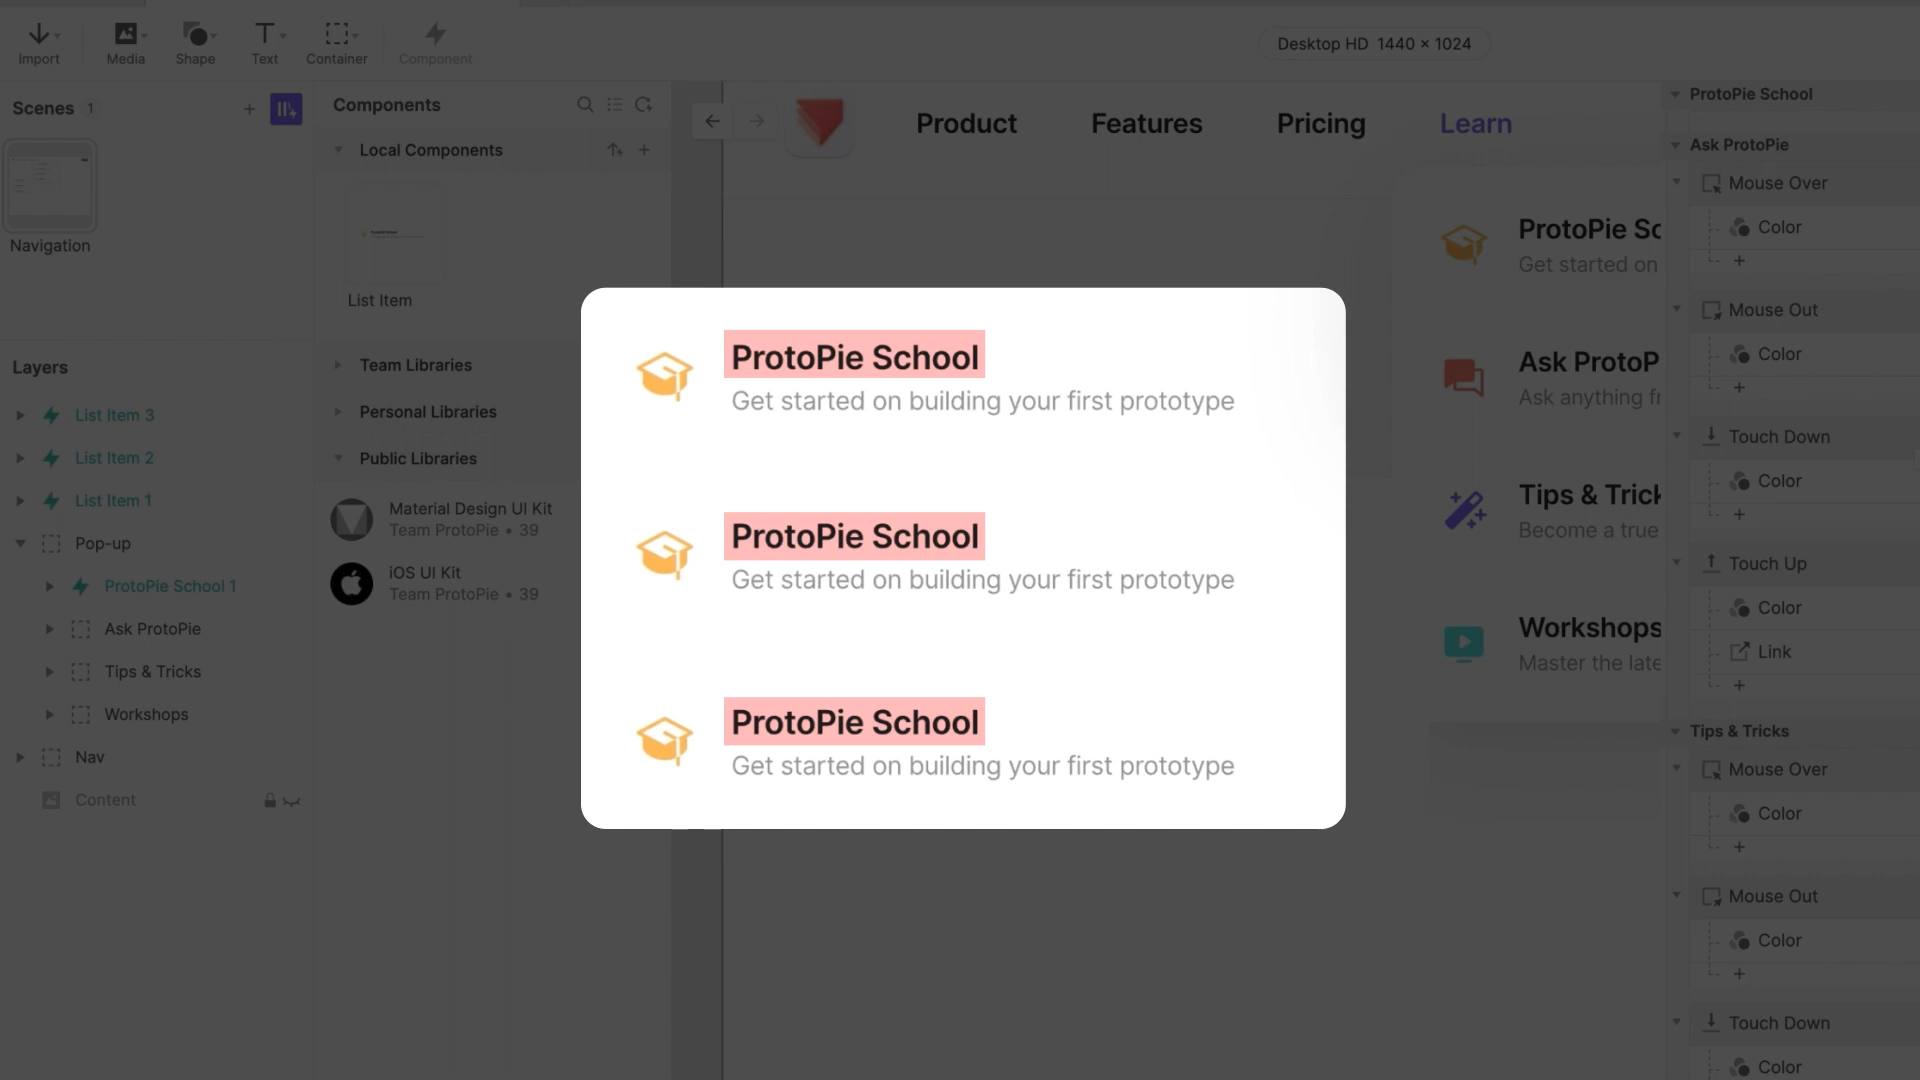 Import
Media
Shape
Text
Container
Component
Desktop HD 1440 × 1024
Scenes 1
Navigation
Components
Local Components
List Item
Team Libraries
Personal Libraries
Public Libraries
Material Design UI Kit
Team ProtoPie • 39
iOS UI Kit
Team ProtoPie • 39
Layers
List Item 3
List Item 2
List Item 1
Pop-up
ProtoPie School 1
Ask ProtoPie
Tips & Tricks
Workshops
Nav
Content
Product
Features
Pricing
Learn
ProtoPie School
Get started on building your first prototype
ProtoPie School
Get started on building your first prototype
ProtoPie School
Get started on building your first prototype
ProtoPie Sc
Get started on
Ask ProtoP
Ask anything fr
Tips & Trick
Become a true
Workshops
Master the late
ProtoPie School
Ask ProtoPie
Mouse Over
Color
Mouse Out
Color
Touch Down
Color
Touch Up
Color
Link
Tips & Tricks
Mouse Over
Color
Mouse Out
Color
Touch Down
Color